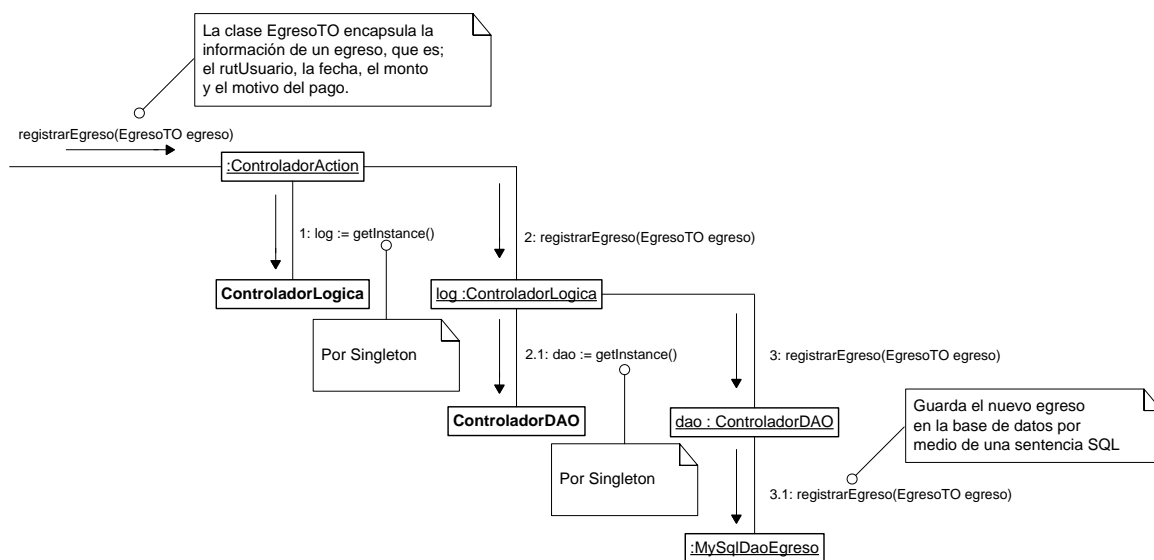 La clase EgresoTO encapsula la
información de un egreso, que es;
el rutUsuario, la fecha, el monto
y el motivo del pago.
registrarEgreso(EgresoTO egreso)
:ControladorAction
1: log := getInstance()
2: registrarEgreso(EgresoTO egreso)
ControladorLogica
log :ControladorLogica
Por Singleton
2.1: dao := getInstance()
3: registrarEgreso(EgresoTO egreso)
ControladorDAO
dao : ControladorDAO
Guarda el nuevo egreso
en la base de datos por
medio de una sentencia SQL
Por Singleton
3.1: registrarEgreso(EgresoTO egreso)
:MySqlDaoEgreso